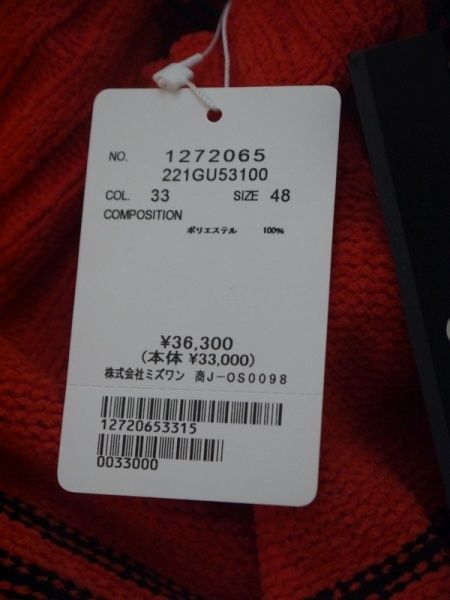 NO. 1272065
221GU53100
COL. 33 SIZE 48
COMPOSITION
ポリエステル 100%
¥36,300
(本体 ¥33,000)
株式会社ミズワン 商J-OS0098
12720653315
0033000